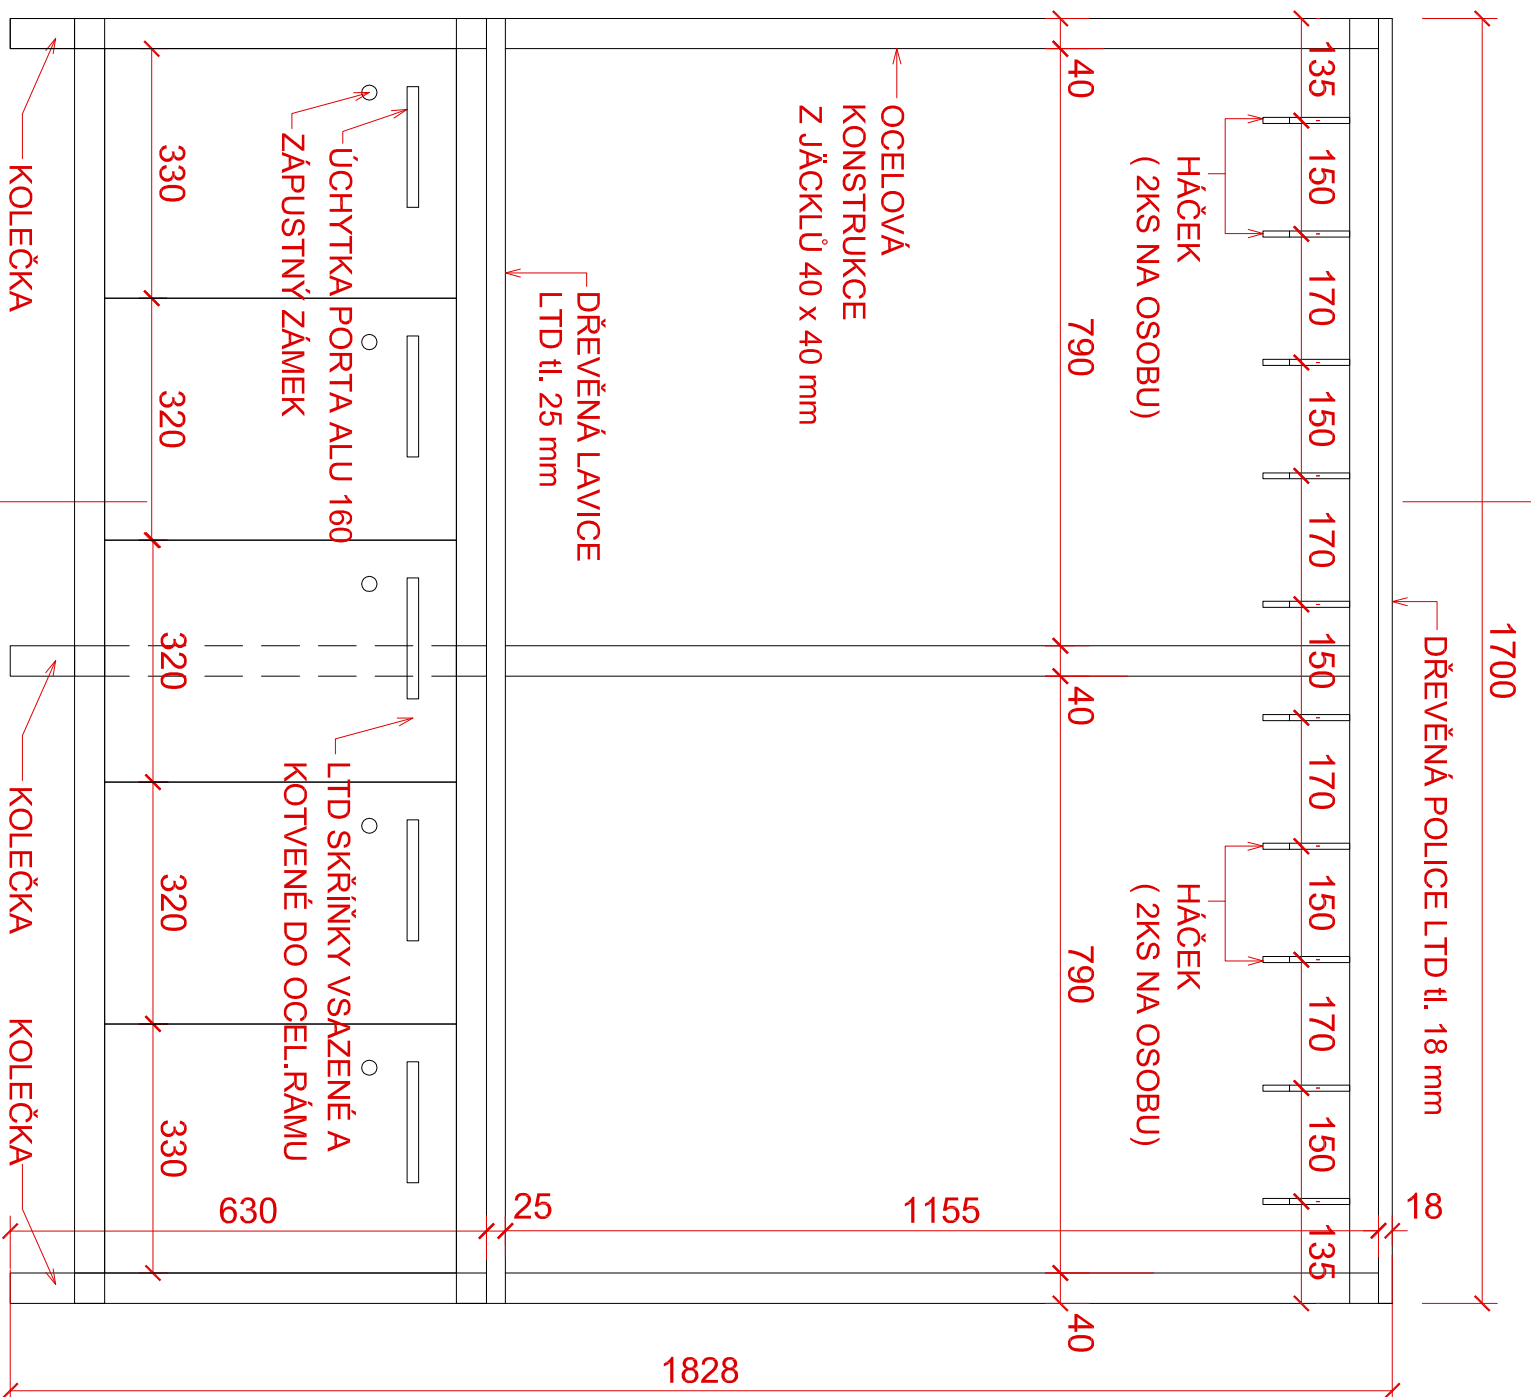 1700
DŘEVĚNÁ POLICE LTD tl. 18 mm
135
150
170
150
170
150
170
150
170
150
135
HÁČEK
( 2KS NA OSOBU)
HÁČEK
( 2KS NA OSOBU)
40
790
40
790
40
OCELOVÁ
KONSTRUKCE
Z JÄCKLŮ 40 x 40 mm
DŘEVĚNÁ LAVICE
LTD tl. 25 mm
ÚCHYTKA PORTA ALU 160
ZÁPUSTNÝ ZÁMEK
LTD SKŘÍŇKY VSAZENÉ A
KOTVENÉ DO OCEL.RÁMU
330
320
320
320
330
KOLEČKA
KOLEČKA
KOLEČKA
630
25
1155
18
1828